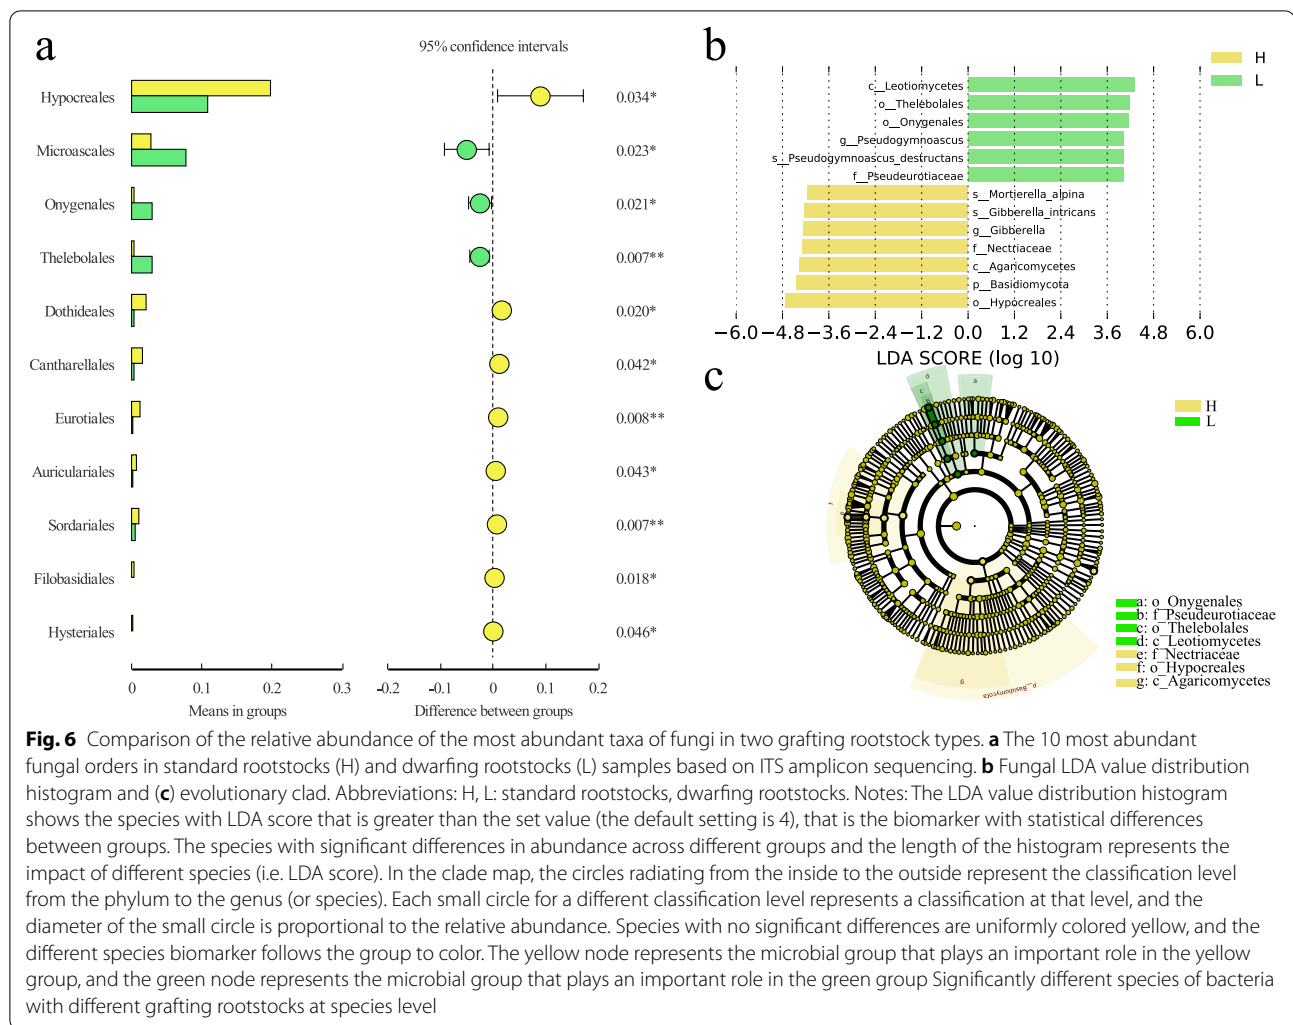 a
95% confidence intervals
Hypocreales
0.034*
Microascales
0.023*
Onygenales
0.021*
Thelebolales
0.007**
Dothideales
0.020*
Cantharellales
0.042*
Eurotiales
0.008**
Auriculariales
0.043*
Sordariales
0.007**
Filobasidiales
0.018*
Hysteriales
0.046*
0 0.1 0.2 0.3
Means in groups
-0.2 -0.1 0 0.1 0.2
Difference between groups
b
H
L
c__Leotiomycetes
o__Thelebolales
o__Onygenales
g__Pseudogymnoascus
s__Pseudogymnoascus_destructans
f__Pseudeurotiaceae
s__Mortierella_alpina
s__Gibberella_intricans
g__Gibberella
f__Nectriaceae
c__Agaricomycetes
p__Basidiomycota
o__Hypocreales
−6.0 −4.8 −3.6 −2.4 −1.2 0.0 1.2 2.4 3.6 4.8 6.0
LDA SCORE (log 10)
c
H
L
d
a
c
b
f
e
g
p__Basidiomycota
a: o_Onygenales
b: f_Pseudeurotiaceae
c: o_Thelebolales
d: c_Leotiomycetes
e: f_Nectriaceae
f: o_Hypocreales
g: c_Agaricomycetes
Fig. 6 Comparison of the relative abundance of the most abundant taxa of fungi in two grafting rootstock types. a The 10 most abundant
fungal orders in standard rootstocks (H) and dwarfing rootstocks (L) samples based on ITS amplicon sequencing. b Fungal LDA value distribution
histogram and (c) evolutionary clad. Abbreviations: H, L: standard rootstocks, dwarfing rootstocks. Notes: The LDA value distribution histogram
shows the species with LDA score that is greater than the set value (the default setting is 4), that is the biomarker with statistical differences
between groups. The species with significant differences in abundance across different groups and the length of the histogram represents the
impact of different species (i.e. LDA score). In the clade map, the circles radiating from the inside to the outside represent the classification level
from the phylum to the genus (or species). Each small circle for a different classification level represents a classification at that level, and the
diameter of the small circle is proportional to the relative abundance. Species with no significant differences are uniformly colored yellow, and the
different species biomarker follows the group to color. The yellow node represents the microbial group that plays an important role in the yellow
group, and the green node represents the microbial group that plays an important role in the green group Significantly different species of bacteria
with different grafting rootstocks at species level